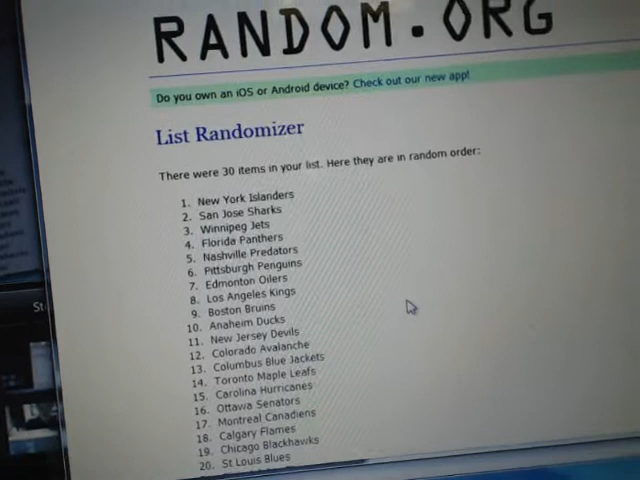 RANDOM.ORG
Do you own an iOS or Android device? Check out our new app!
List Randomizer
There were 30 items in your list. Here they are in random order:
1. New York Islanders
2. San Jose Sharks
3. Winnipeg Jets
4. Florida Panthers
5. Nashville Predators
6. Pittsburgh Penguins
7. Edmonton Oilers
8. Los Angeles Kings
9. Boston Bruins
10. Anaheim Ducks
11. New Jersey Devils
12. Colorado Avalanche
13. Columbus Blue Jackets
14. Toronto Maple Leafs
15. Carolina Hurricanes
16. Ottawa Senators
17. Montreal Canadiens
18. Calgary Flames
19. Chicago Blackhawks
20. St Louis Blues